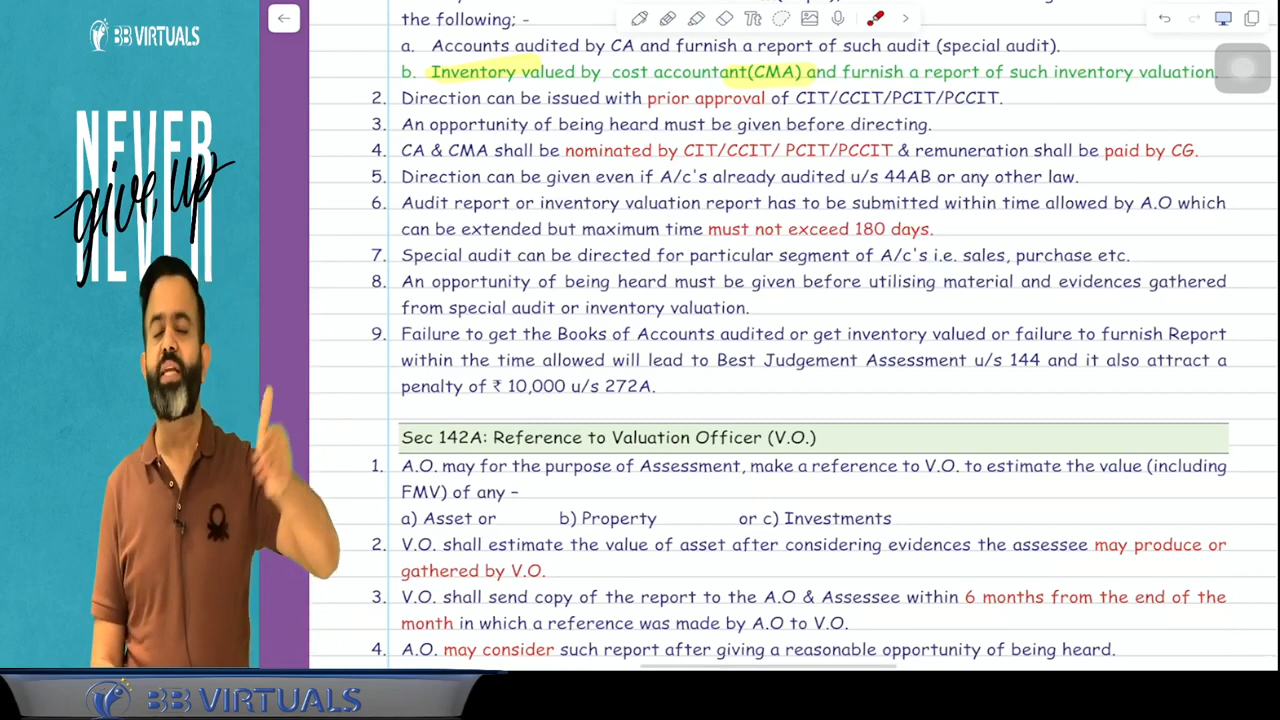 BB VIRTUALS
NEVER
give up
NEVER
the following; -
a. Accounts audited by CA and furnish a report of such audit (special audit).
b. Inventory valued by cost accountant(CMA) and furnish a report of such inventory valuation.
2. Direction can be issued with prior approval of CIT/CCIT/PCIT/PCCIT.
3. An opportunity of being heard must be given before directing.
4. CA & CMA shall be nominated by CIT/CCIT/ PCIT/PCCIT & remuneration shall be paid by CG.
5. Direction can be given even if A/c's already audited u/s 44AB or any other law.
6. Audit report or inventory valuation report has to be submitted within time allowed by A.O which
can be extended but maximum time must not exceed 180 days.
7. Special audit can be directed for particular segment of A/c's i.e. sales, purchase etc.
8. An opportunity of being heard must be given before utilising material and evidences gathered
from special audit or inventory valuation.
9. Failure to get the Books of Accounts audited or get inventory valued or failure to furnish Report
within the time allowed will lead to Best Judgement Assessment u/s 144 and it also attract a
penalty of ₹ 10,000 u/s 272A.
Sec 142A: Reference to Valuation Officer (V.O.)
1. A.O. may for the purpose of Assessment, make a reference to V.O. to estimate the value (including
FMV) of any –
a) Asset or b) Property or c) Investments
2. V.O. shall estimate the value of asset after considering evidences the assessee may produce or
gathered by V.O.
3. V.O. shall send copy of the report to the A.O & Assessee within 6 months from the end of the
month in which a reference was made by A.O to V.O.
4. A.O. may consider such report after giving a reasonable opportunity of being heard.
BB VIRTUALS